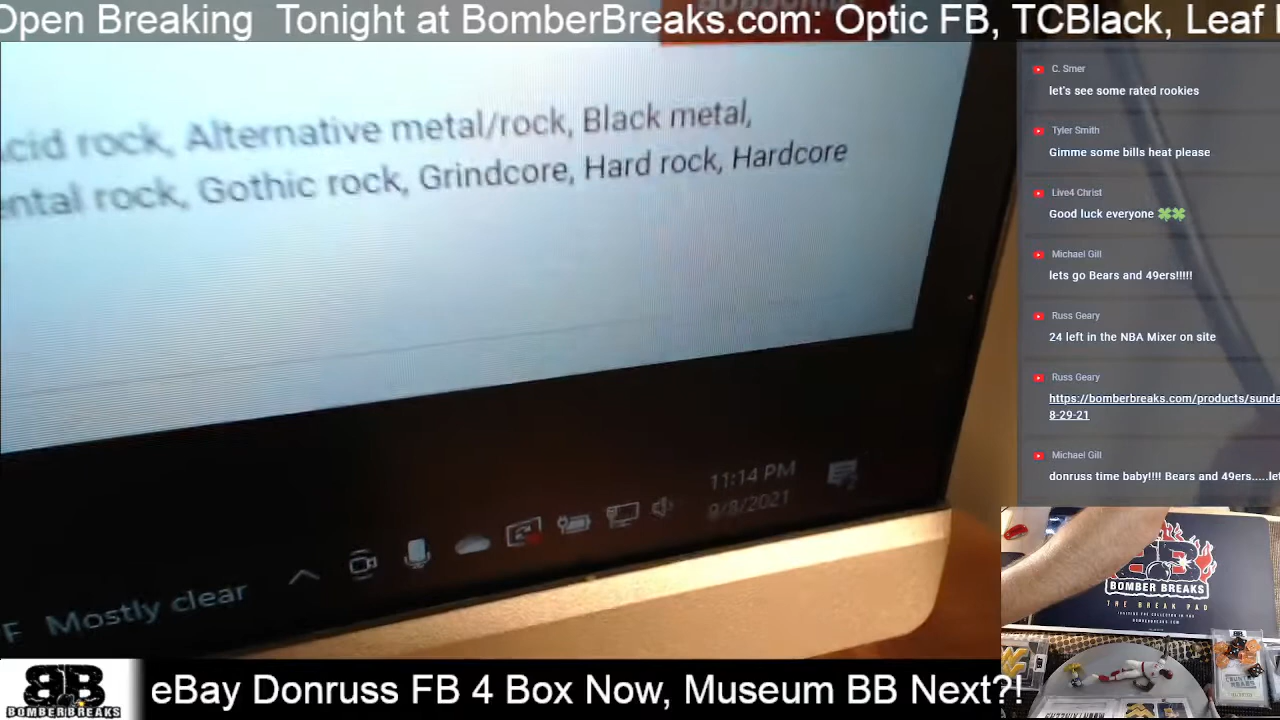 Open Breaking Tonight at BomberBreaks.com: Optic FB, TCBlack, Leaf
cid rock, Alternative metal/rock, Black metal,
ental rock, Gothic rock, Grindcore, Hard rock, Hardcore
11:14 PM
9/8/2021
F Mostly clear
C. Smer
let's see some rated rookies
Tyler Smith
Gimme some bills heat please
Live4 Christ
Good luck everyone 🍀🍀
Michael Gill
lets go Bears and 49ers!!!!!
Russ Geary
24 left in the NBA Mixer on site
Russ Geary
https://bomberbreaks.com/products/sunda
8-29-21
Michael Gill
donruss time baby!!!! Bears and 49ers.....let
BOMBER BREAKS
THE BREAK PAD
BOMBERBREAKS.COM
BB
BOMBERBREAKS
eBay Donruss FB 4 Box Now, Museum BB Next?!